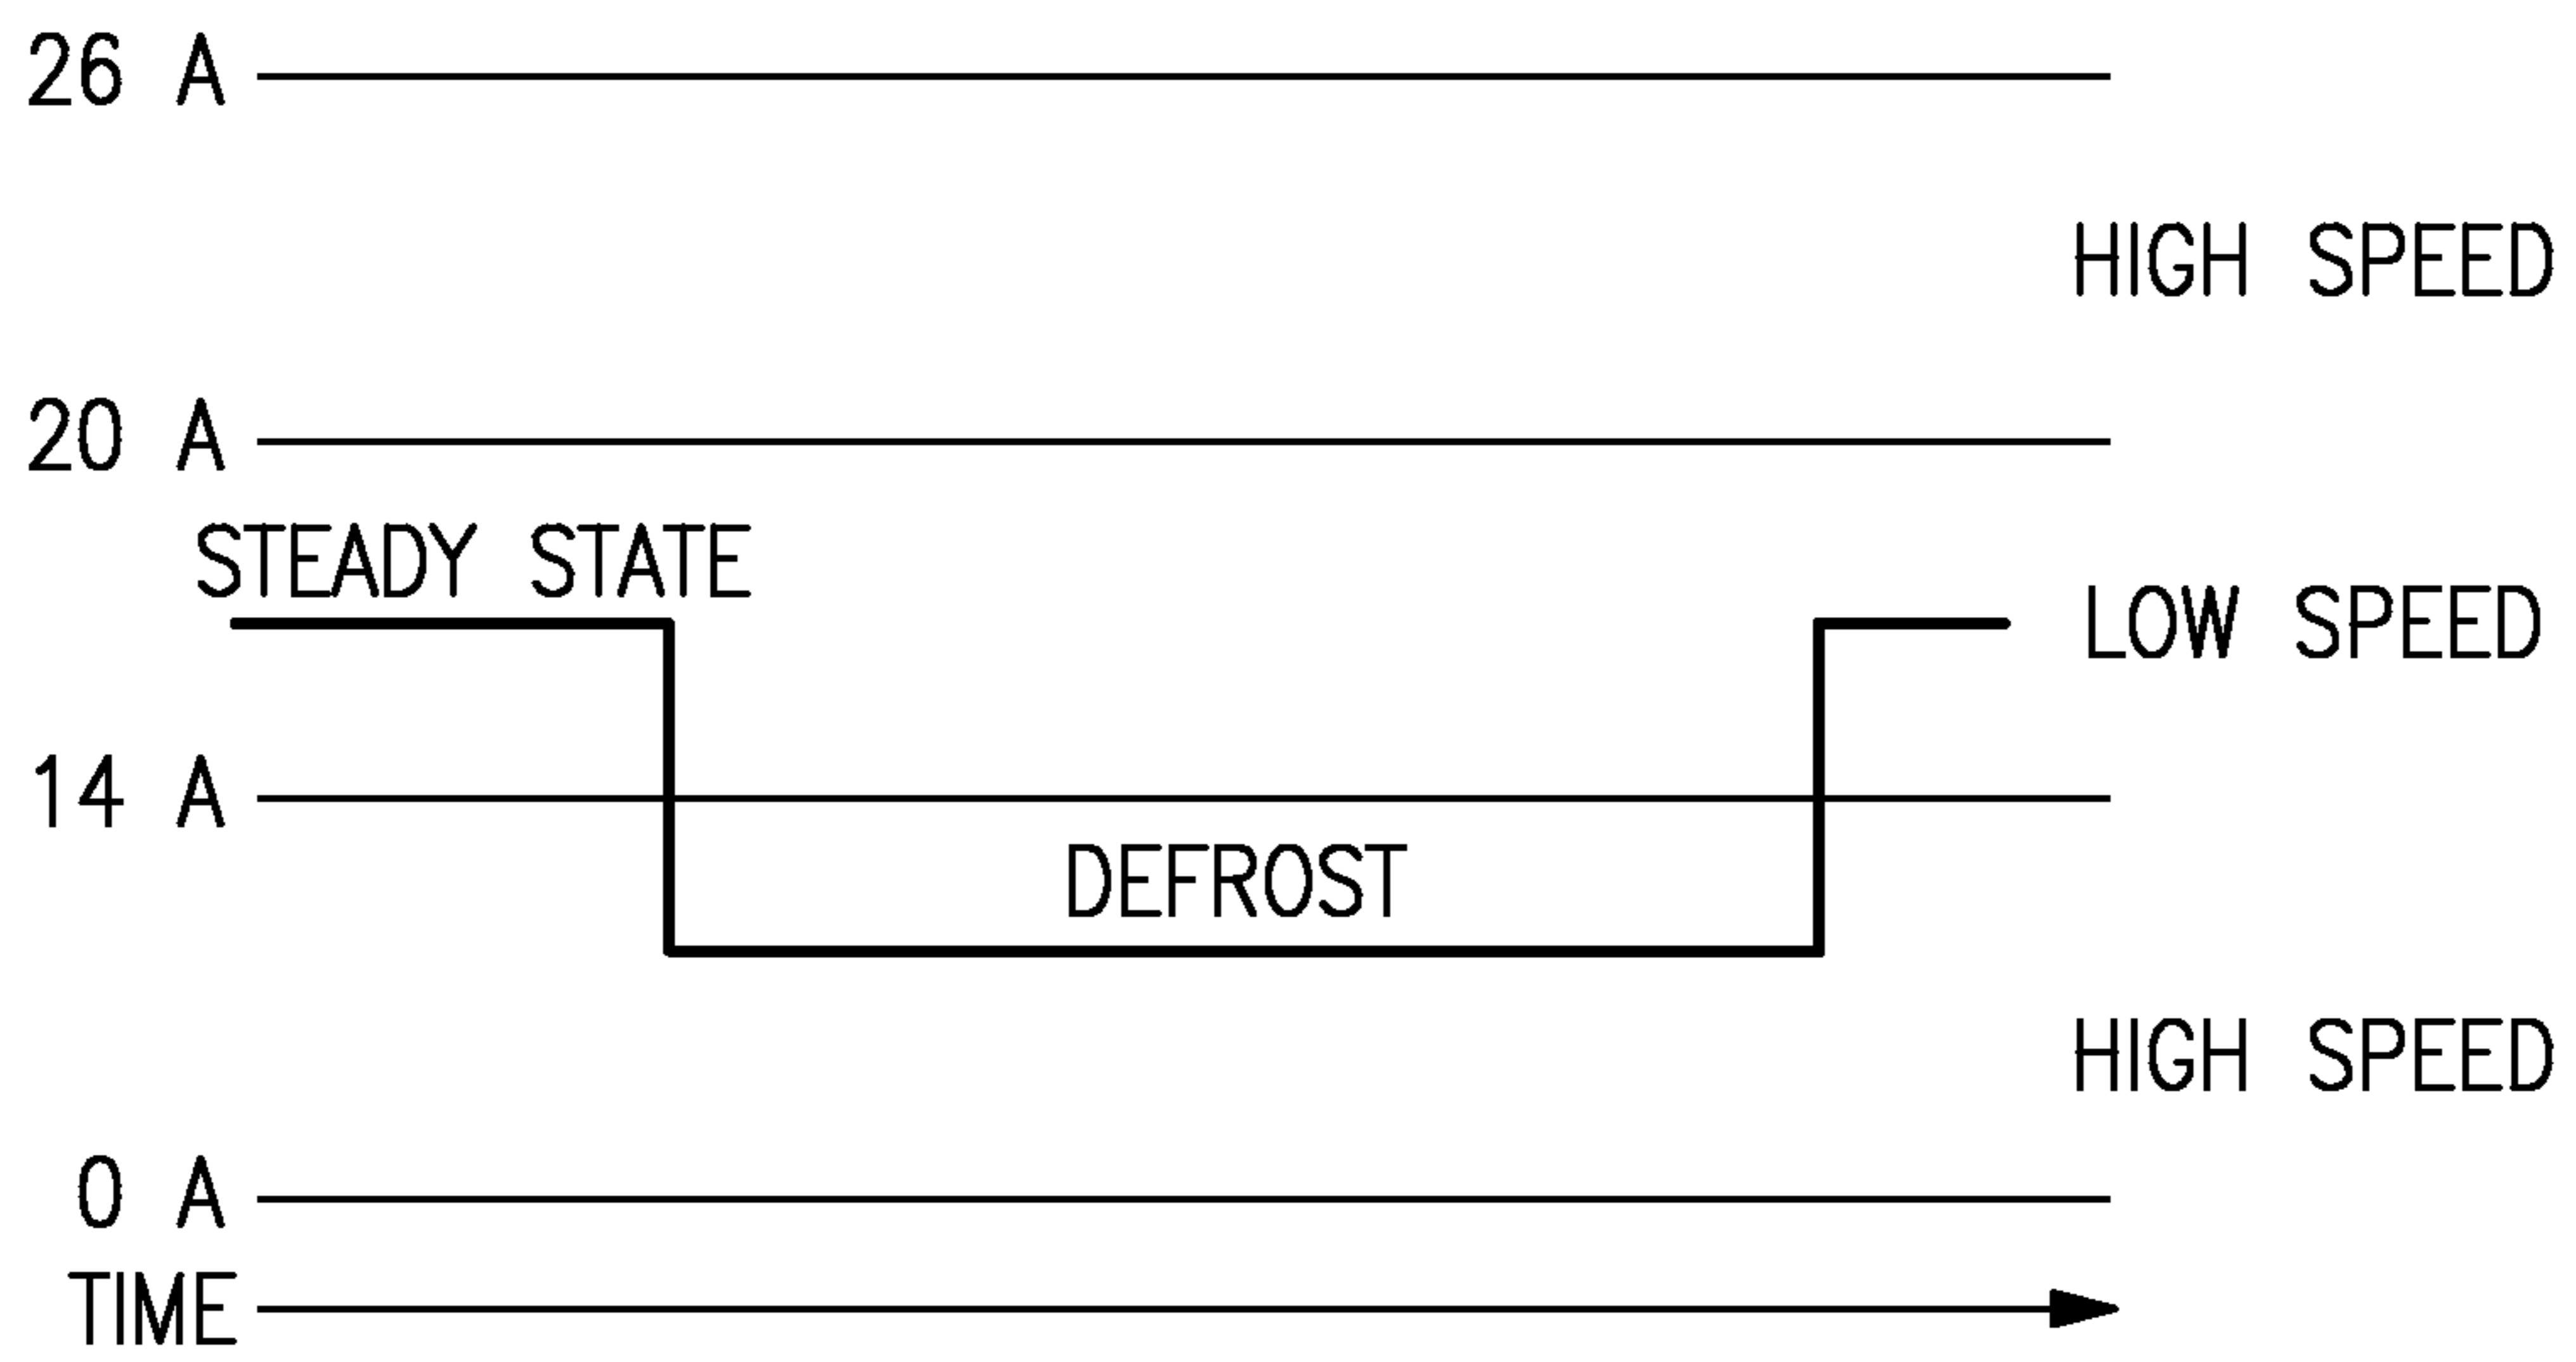 26 A
HIGH SPEED
20 A
STEADY STATE
LOW SPEED
14 A
DEFROST
HIGH SPEED
0 A
TIME